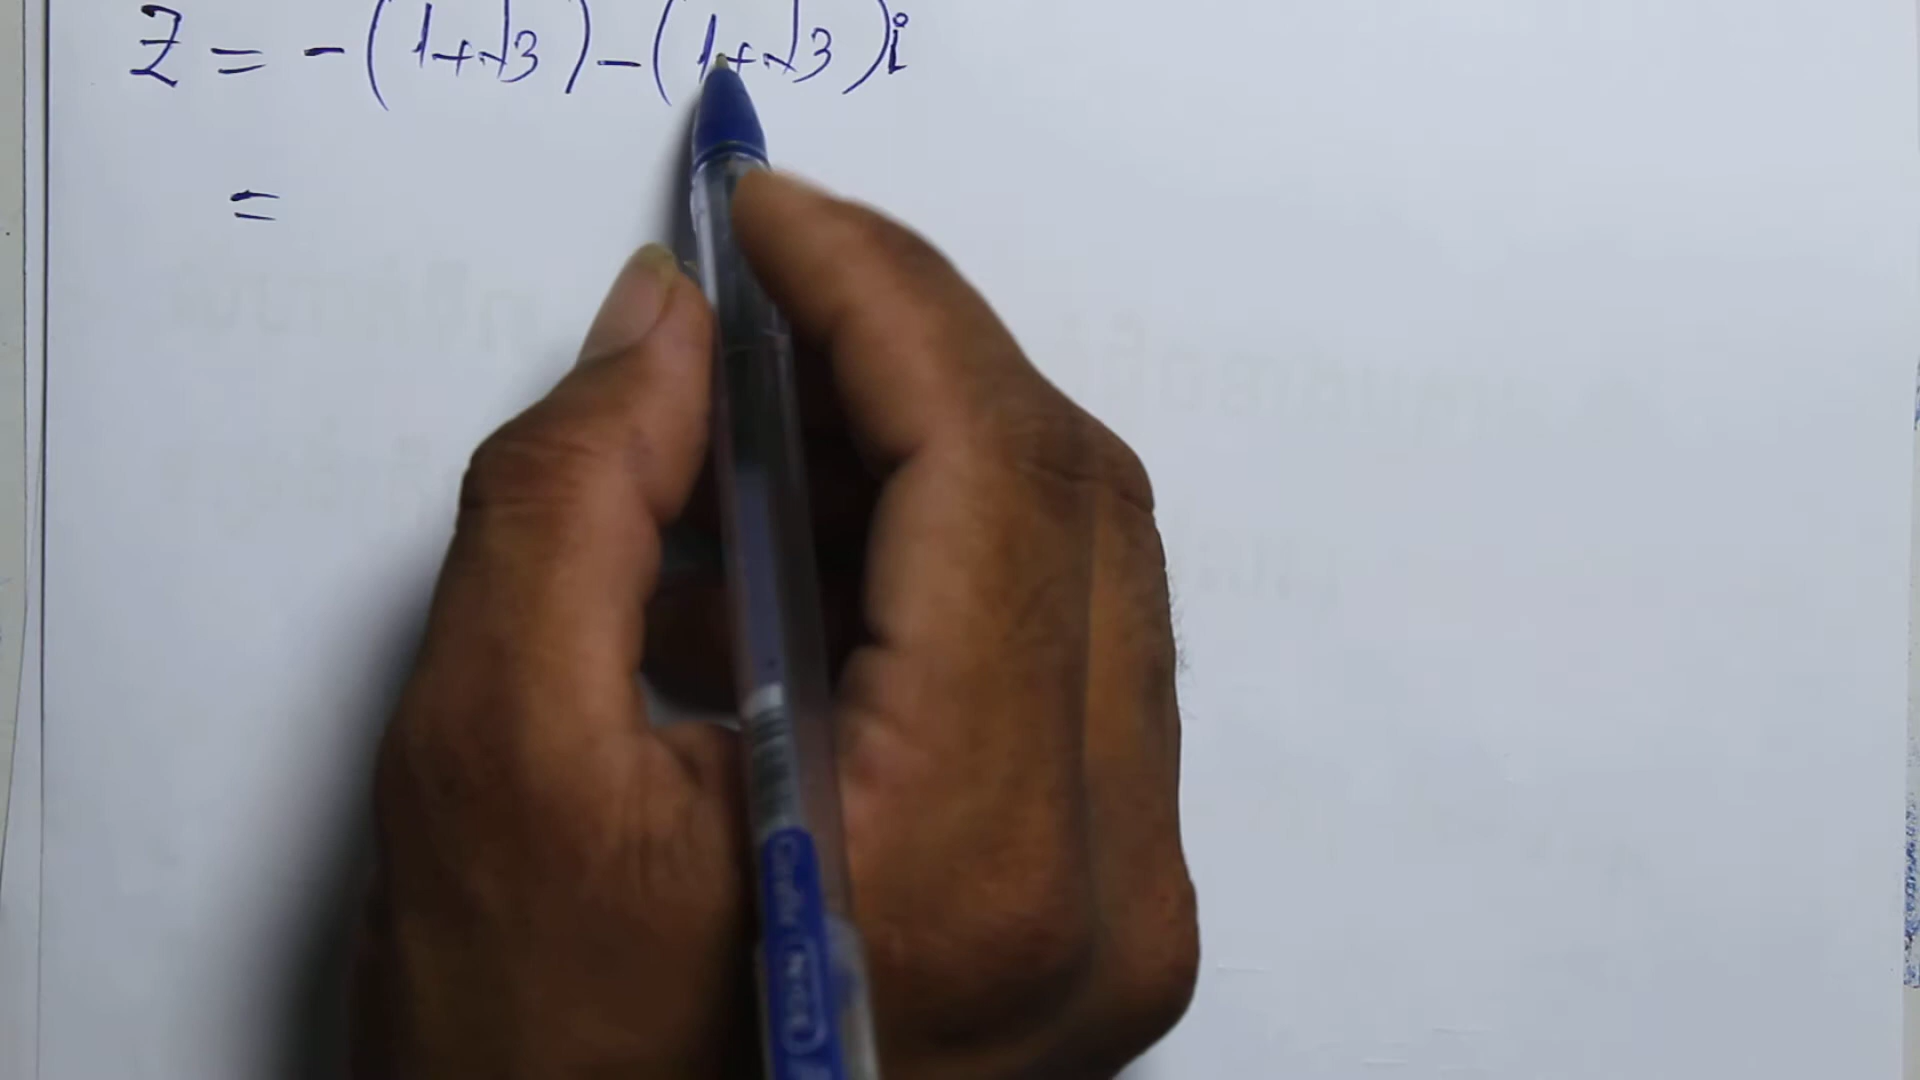 Z = -(1+√3)-(1+√3)i
=